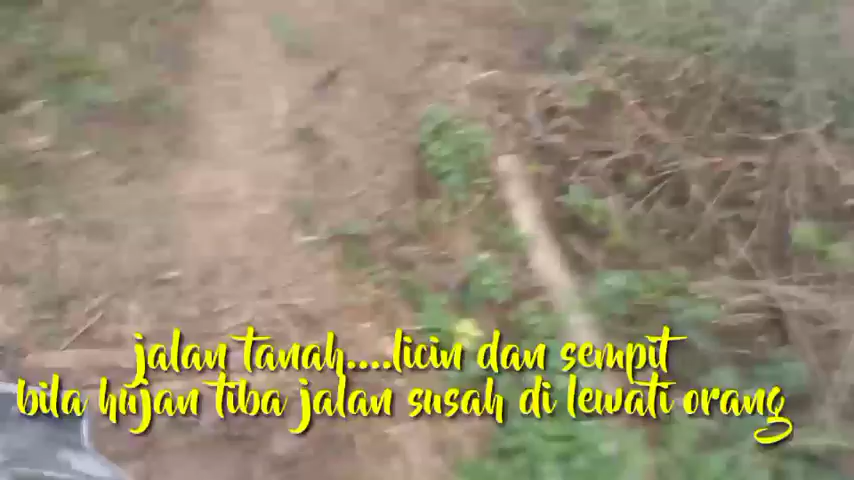 jalan tanah....licin dan sempit
bila hujan tiba jalan susah di lewati orang